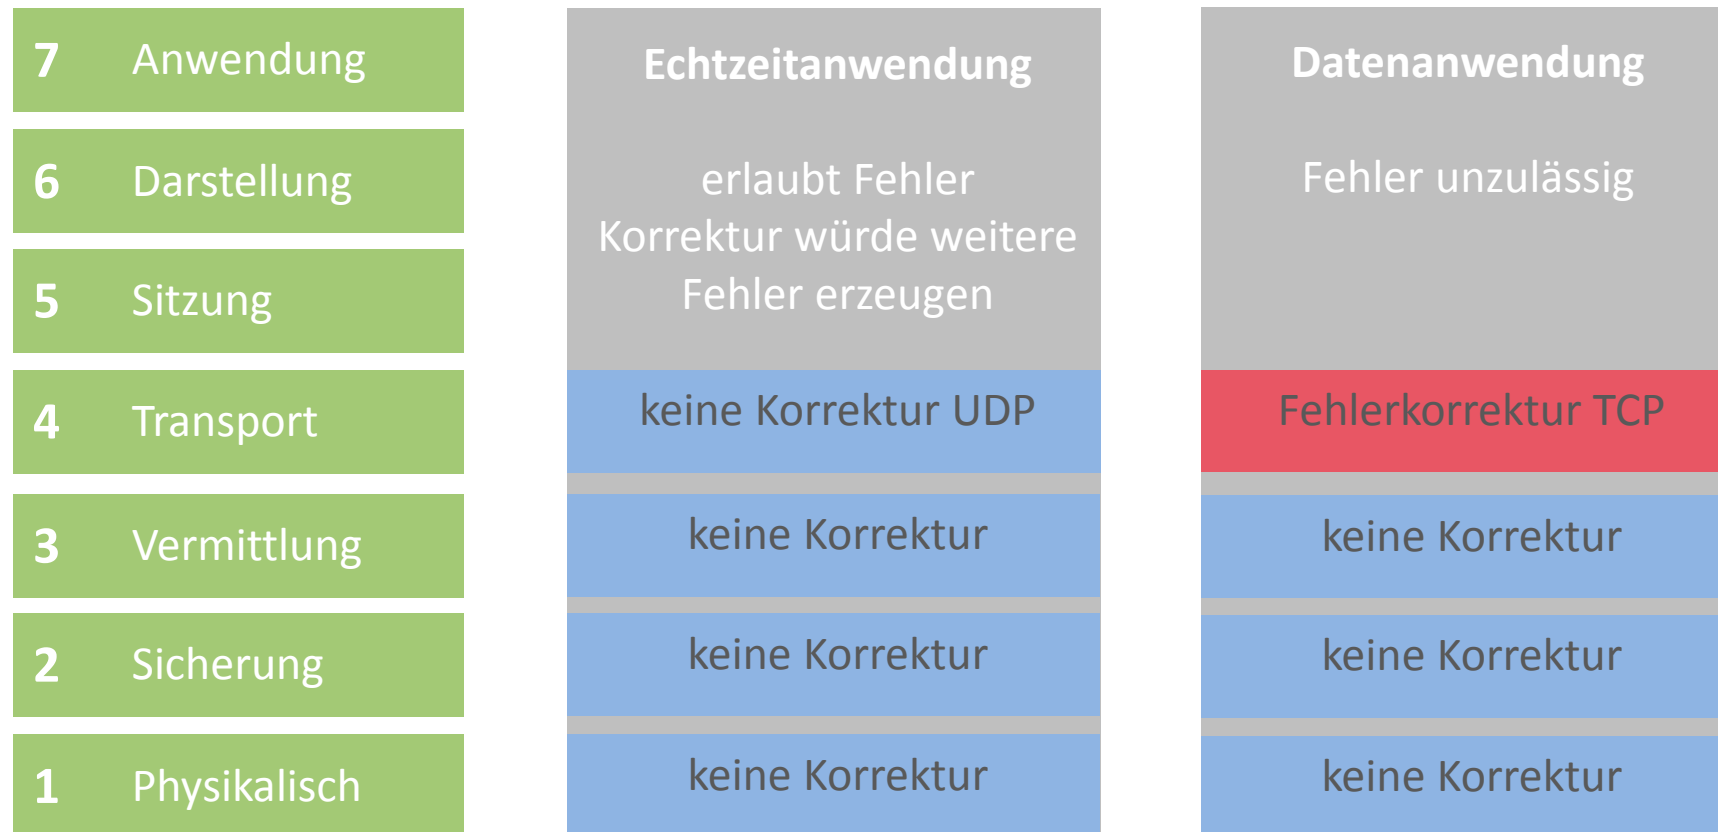 7 Anwendung
6 Darstellung
5 Sitzung
4 Transport
3 Vermittlung
2 Sicherung
1 Physikalisch
Echtzeitanwendung
erlaubt Fehler
Korrektur würde weitere
Fehler erzeugen
keine Korrektur UDP
keine Korrektur
keine Korrektur
keine Korrektur
Datenanwendung
Fehler unzulässig
Fehlerkorrektur TCP
keine Korrektur
keine Korrektur
keine Korrektur